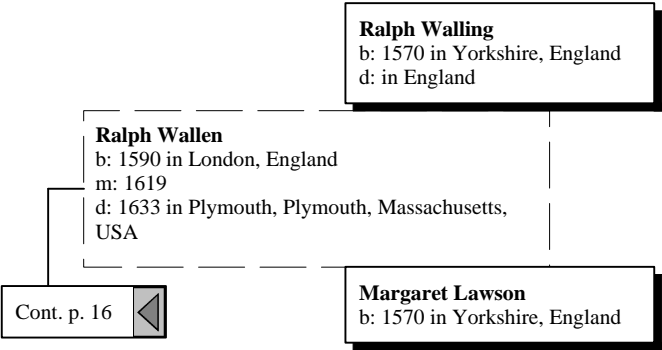 Ralph Walling
b: 1570 in Yorkshire, England
d: in England
Ralph Wallen
b: 1590 in London, England
m: 1619
d: 1633 in Plymouth, Plymouth, Massachusetts,
USA
Cont. p. 16
Margaret Lawson
b: 1570 in Yorkshire, England